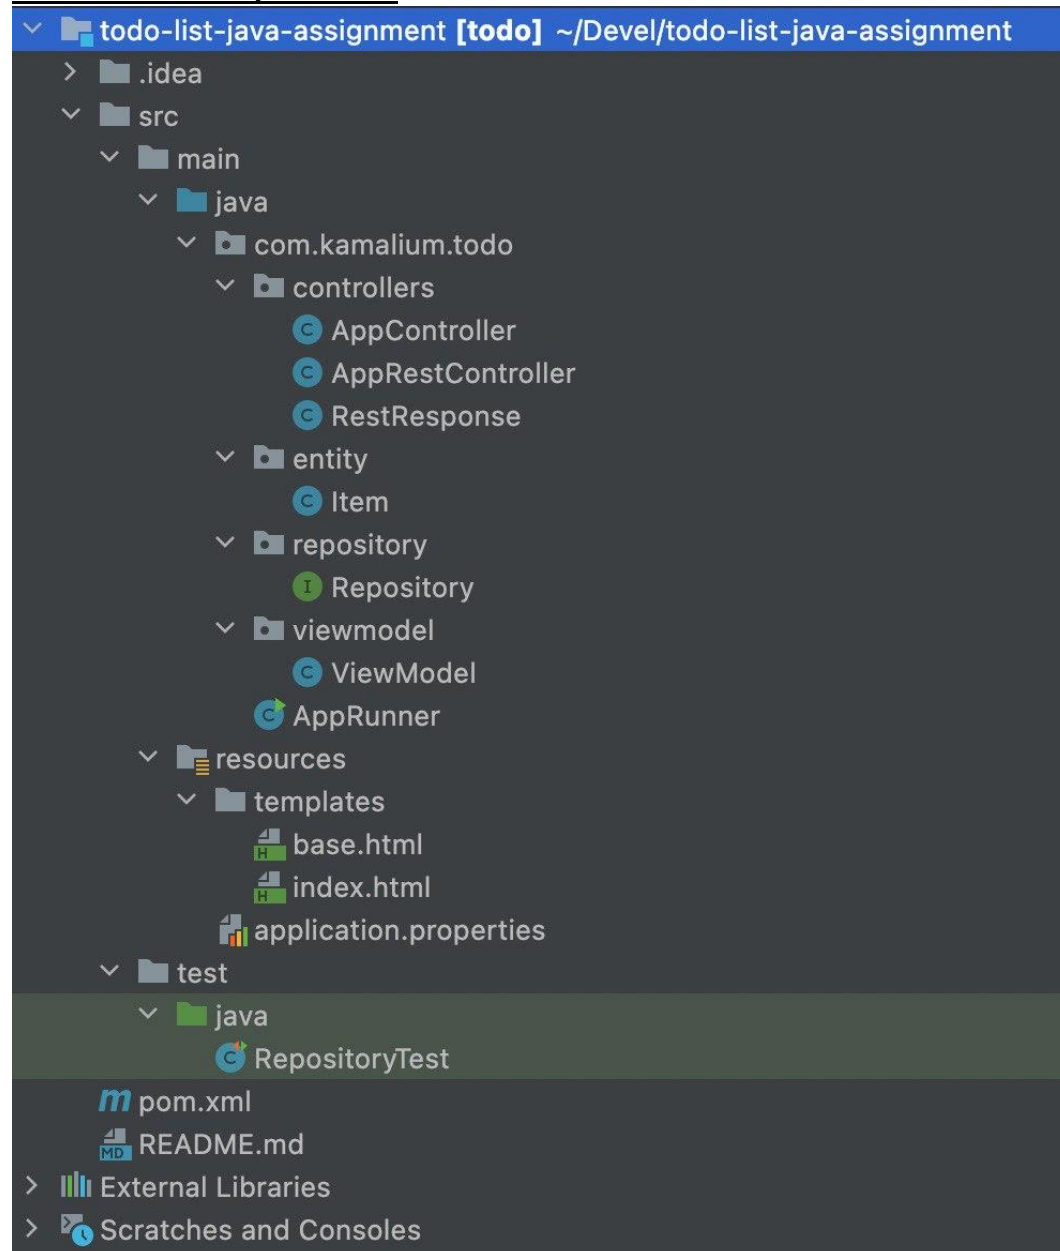 todo-list-java-assignment [todo] ~/Devel/todo-list-java-assignment
.idea
src
main
java
com.kamalium.todo
controllers
C AppController
C AppRestController
C RestResponse
entity
C Item
repository
I Repository
viewmodel
C ViewModel
C AppRunner
resources
templates
H base.html
H index.html
application.properties
test
java
C RepositoryTest
m pom.xml
MD README.md
External Libraries
Scratches and Consoles